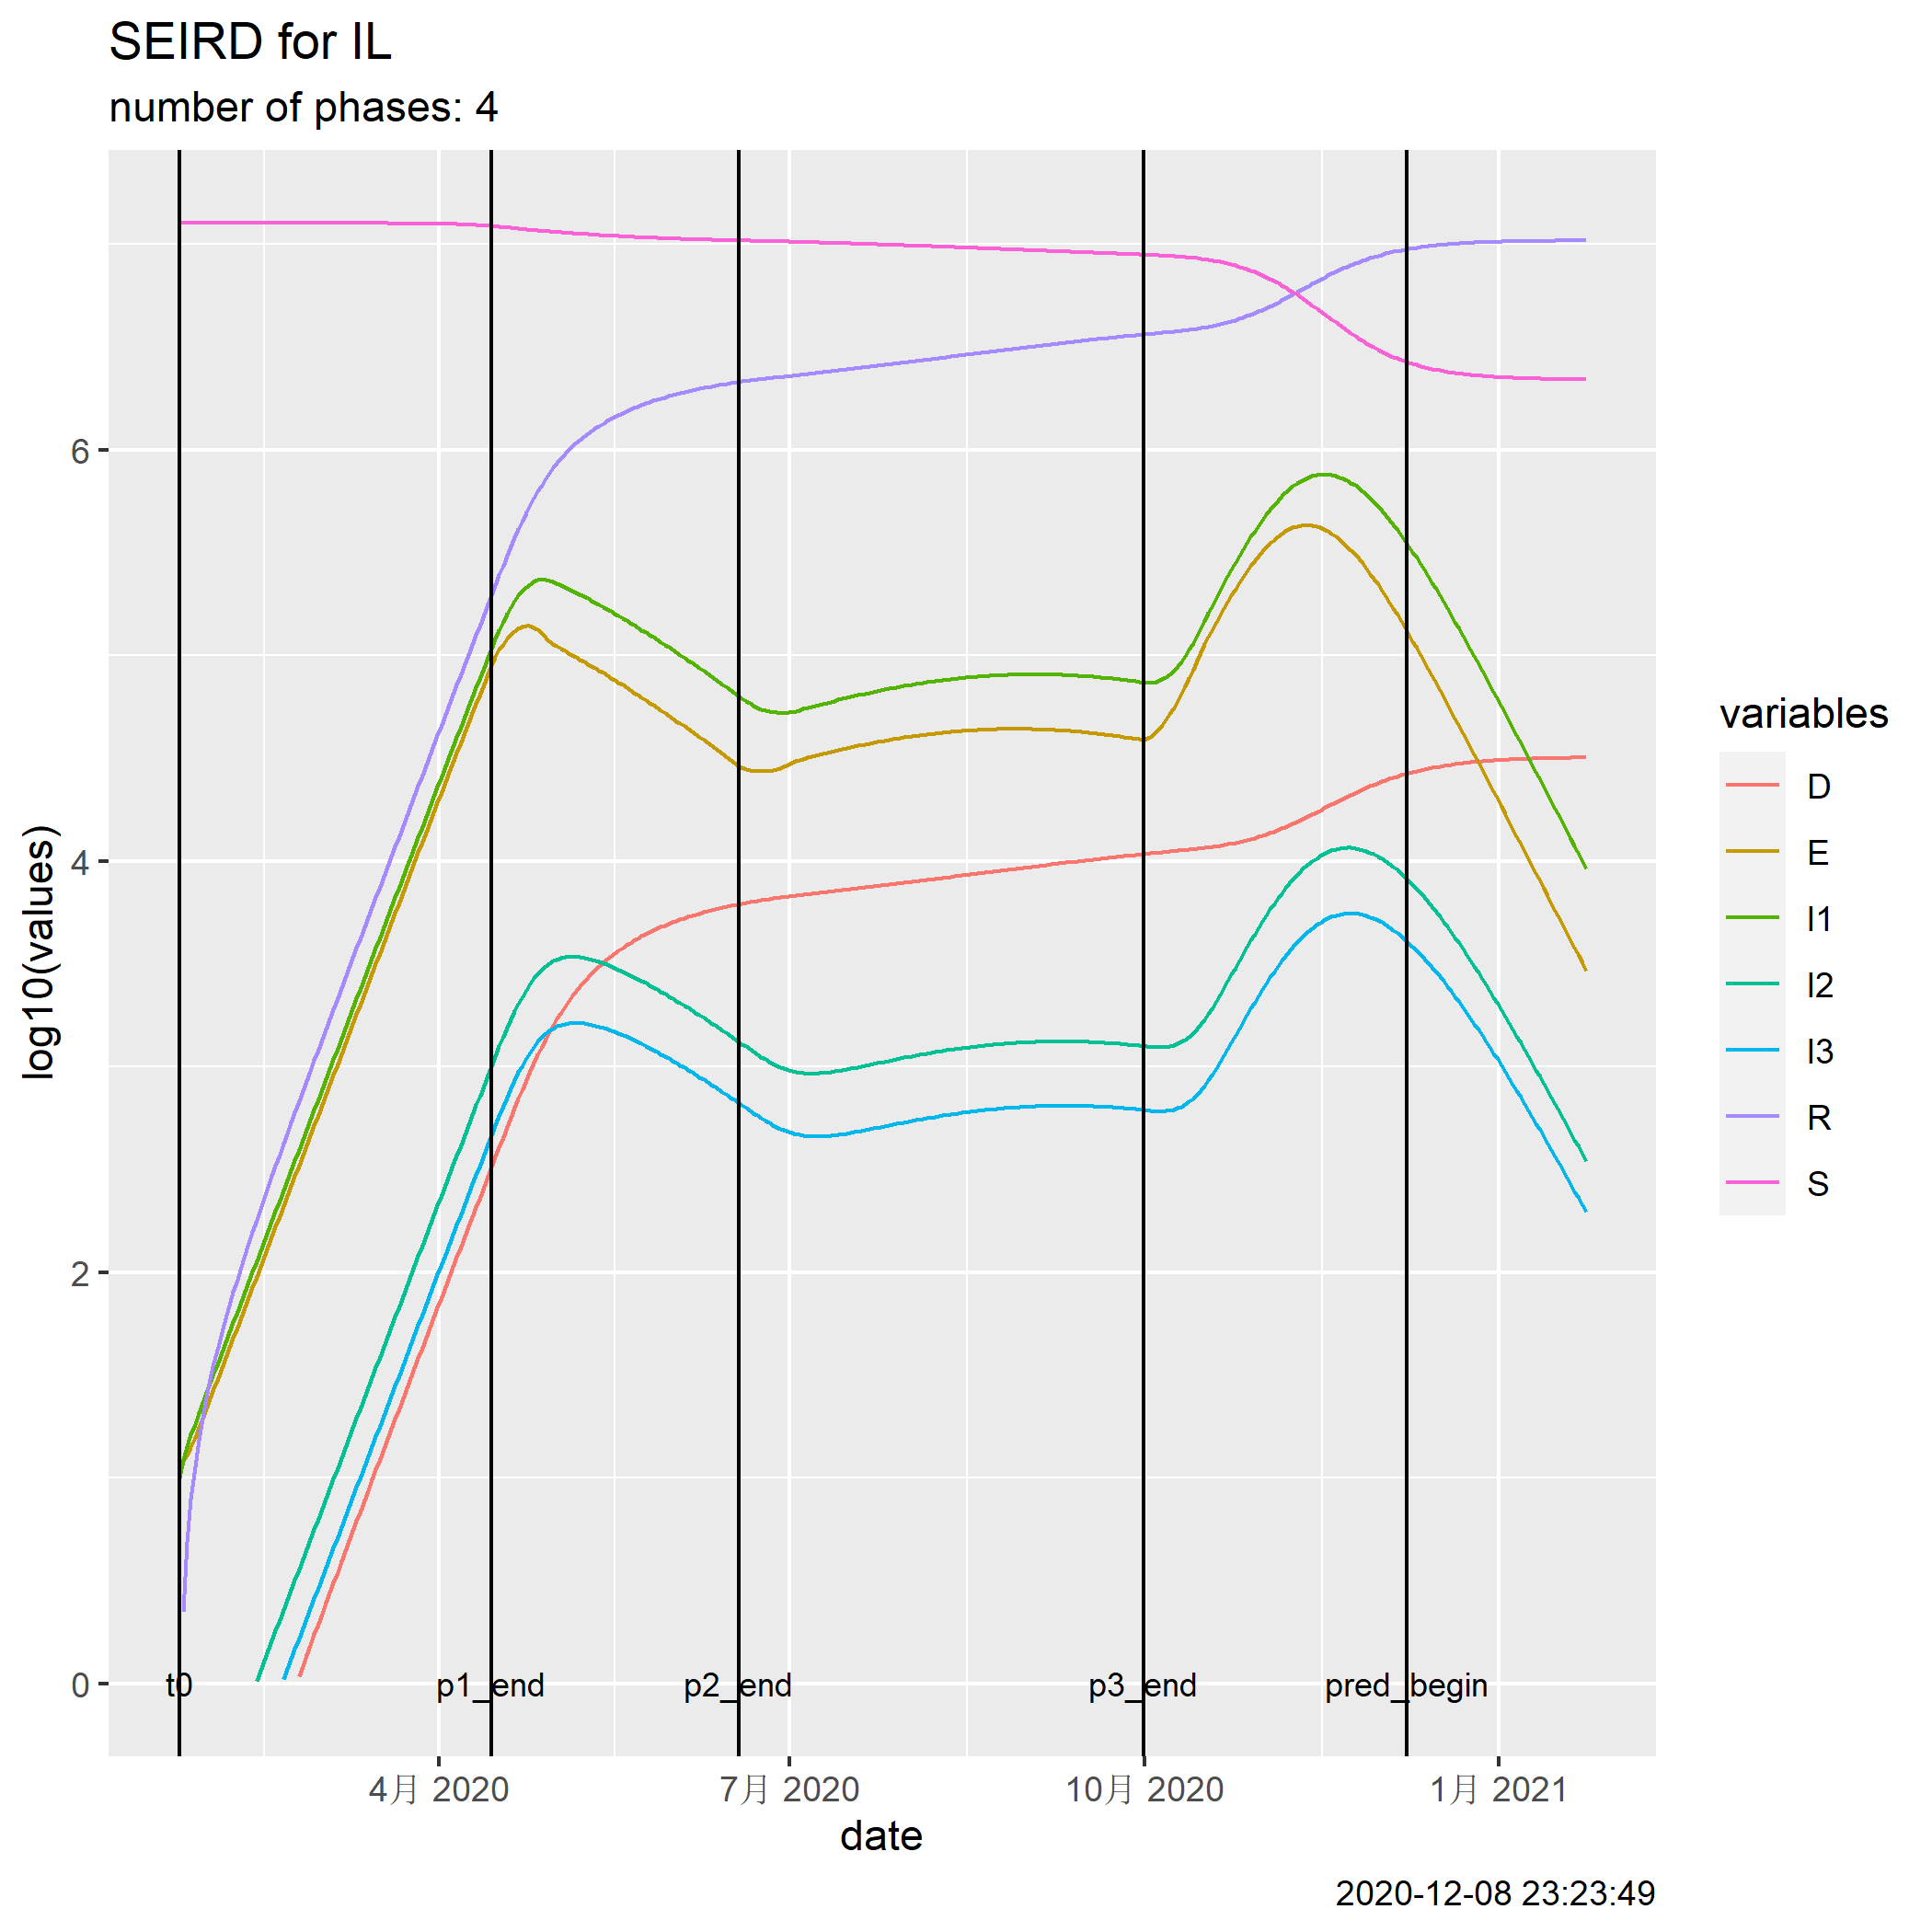 SEIRD for IL
number of phases: 4
log10(values)
6
4
2
0
t0
p1_end
p2_end
p3_end
pred_begin
4月 2020
7月 2020
10月 2020
1月 2021
date
variables
D
E
I1
I2
I3
R
S
2020-12-08 23:23:49